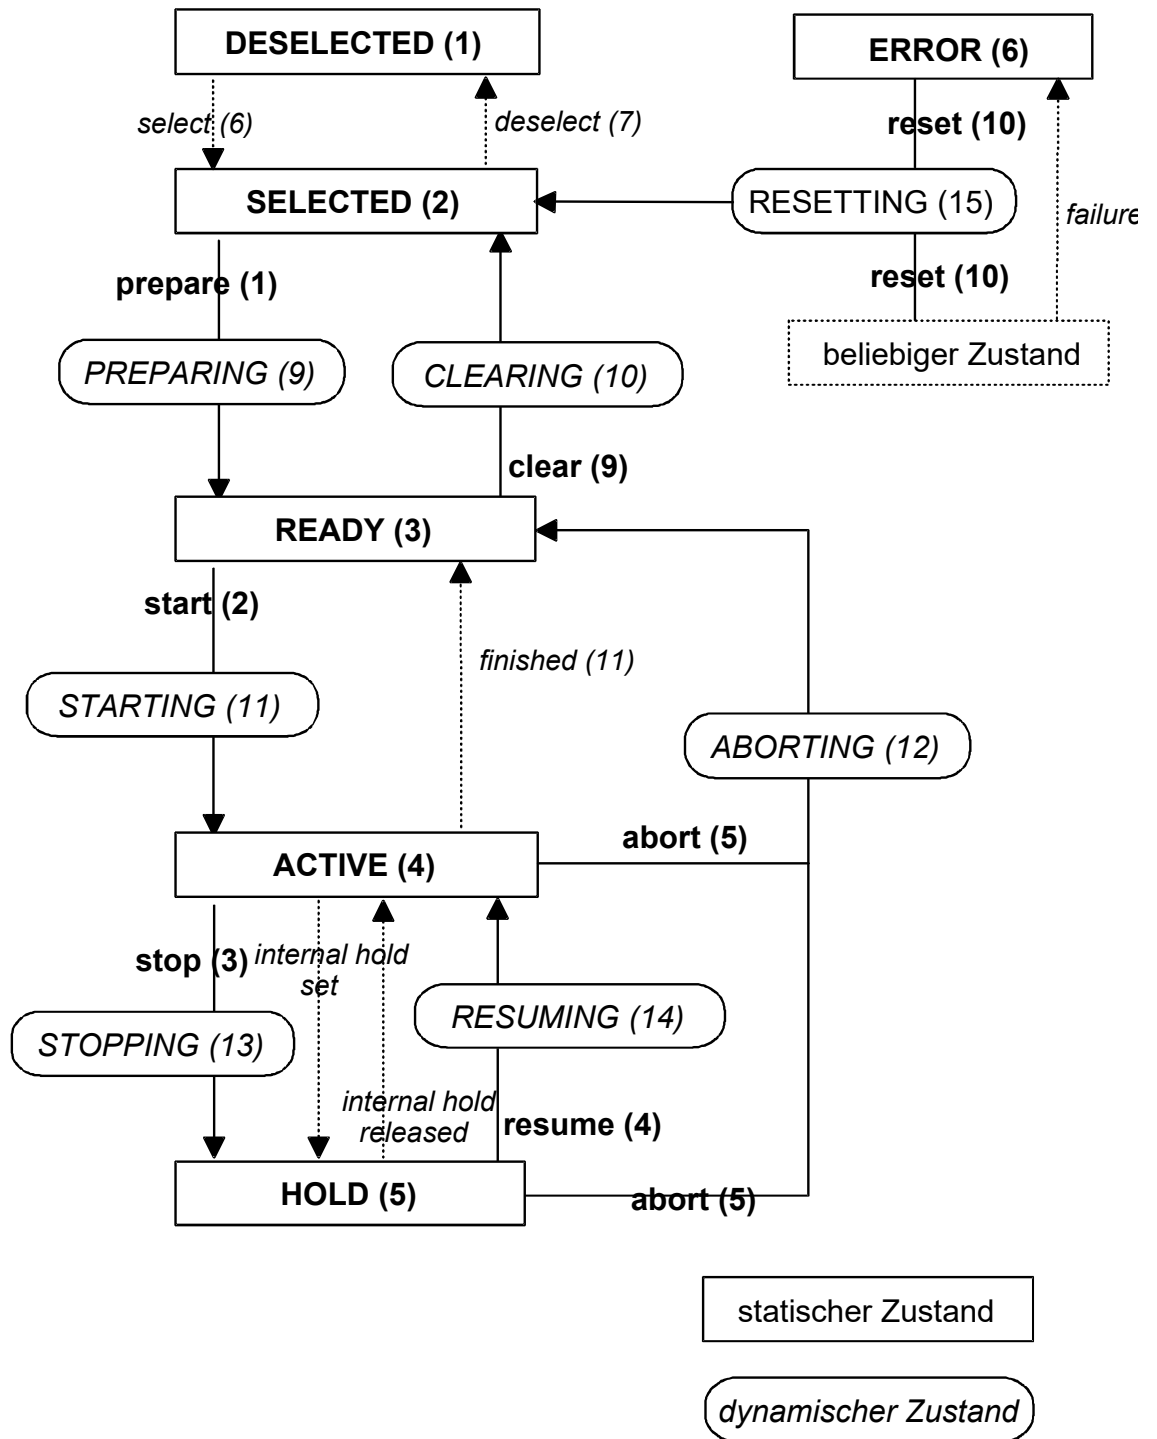 DESELECTED (1)
ERROR (6)
select (6)
deselect (7)
reset (10)
SELECTED (2)
RESETTING (15)
failure
prepare (1)
reset (10)
PREPARING (9)
CLEARING (10)
beliebiger Zustand
clear (9)
READY (3)
start (2)
finished (11)
STARTING (11)
ABORTING (12)
abort (5)
ACTIVE (4)
stop (3)
internal hold
set
RESUMING (14)
STOPPING (13)
internal hold
released
resume (4)
HOLD (5)
abort (5)
statischer Zustand
dynamischer Zustand